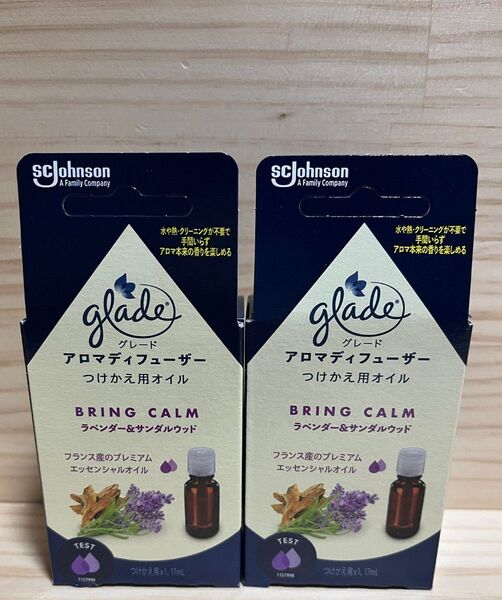 SC Johnson
A Family Company
水や熱・クリーニングが不要で
手間いらず
アロマ本来の香りを楽しめる
glade
グレード
アロマディフューザー
つけかえ用オイル
BRING CALM
ラベンダー&サンダルウッド
フランス産のプレミアム
エッセンシャルオイル
TEST
1127998
つけかえ用x1, 17mL
SC Johnson
A Family Company
水や熱・クリーニングが不要で
手間いらず
アロマ本来の香りを楽しめる
glade
グレード
アロマディフューザー
つけかえ用オイル
BRING CALM
ラベンダー&サンダルウッド
フランス産のプレミアム
エッセンシャルオイル
TEST
1127998
つけかえ用x1, 17mL